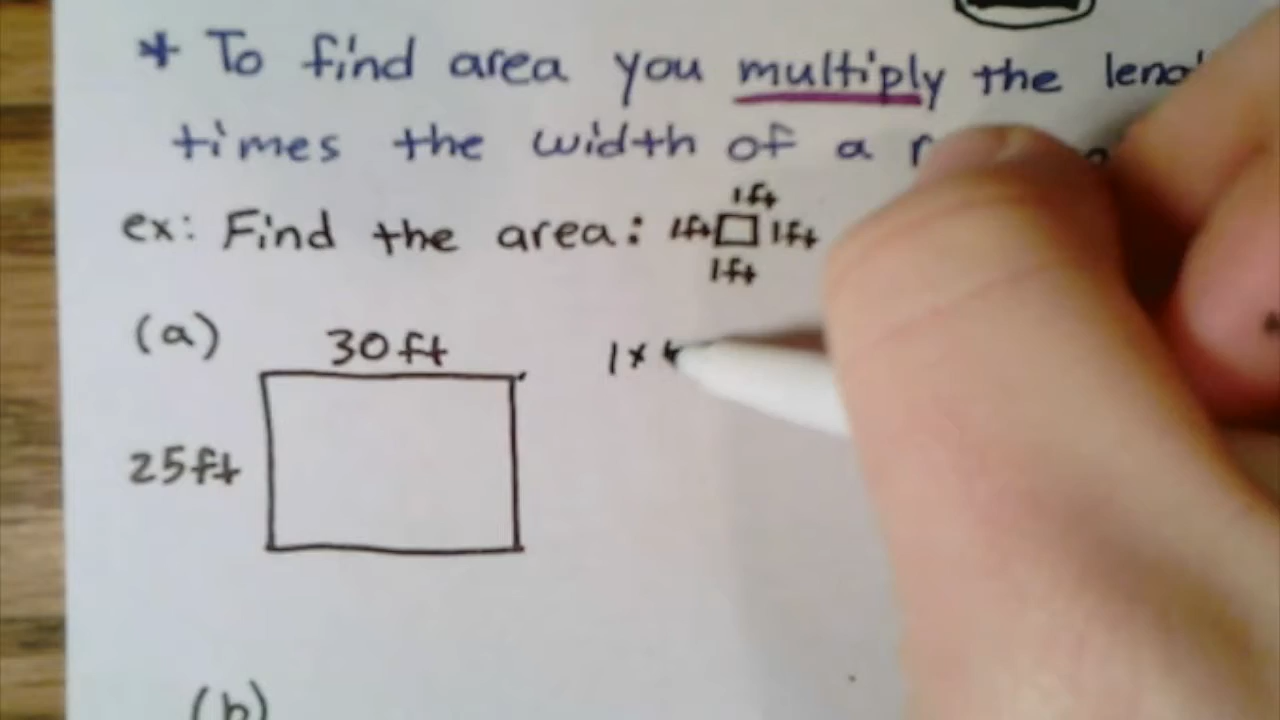 * To find area you multiply the
times the width of a
1ft
ex: Find the area: 1ft 1ft
1ft
(a) 30ft 1 x
25ft
(b)